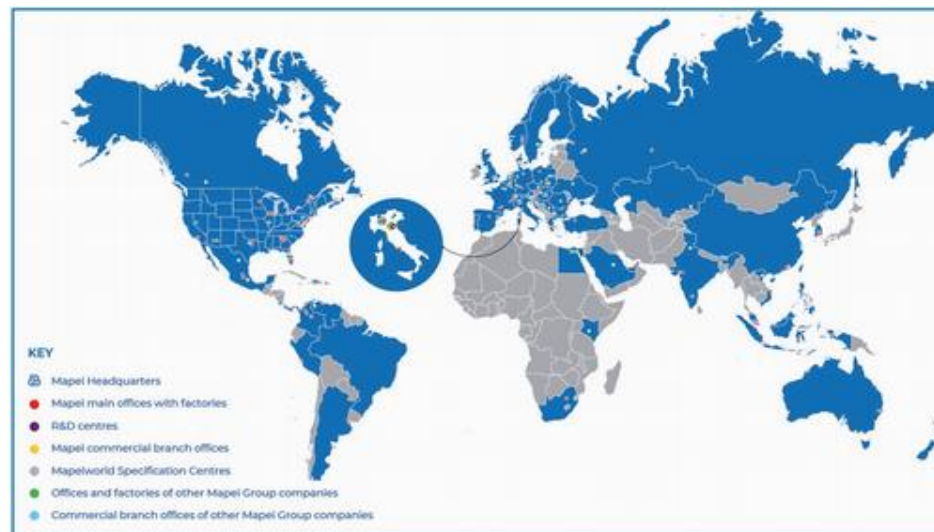 KEY
Mapei Headquarters
Mapei main offices with factories
R&D centres
Mapei commercial branch offices
Mapeiworld Specification Centres
Offices and factories of other Mapei Group companies
Commercial branch offices of other Mapei Group companies